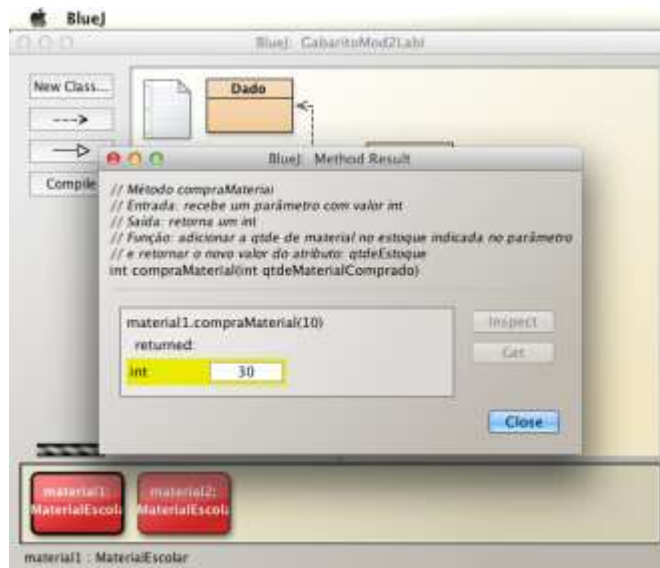 BlueJ
BlueJ: GabaritoMod2Lab1
New Class...
Dado
Compile
BlueJ: Method Result
// Método compraMaterial
// Entrada: recebe um parâmetro com valor int
// Saída: retorna um int
// Função: adicionar a qtde de material no estoque indicada no parâmetro
// e retornar o novo valor do atributo: qtdeEstoque
int compraMaterial(int qtdeMaterialComprado)
material1.compraMaterial(10)
returned:
int 30
Inspect
Get
Close
material1:
MaterialEscola
material2:
MaterialEscola
material1 : MaterialEscolar